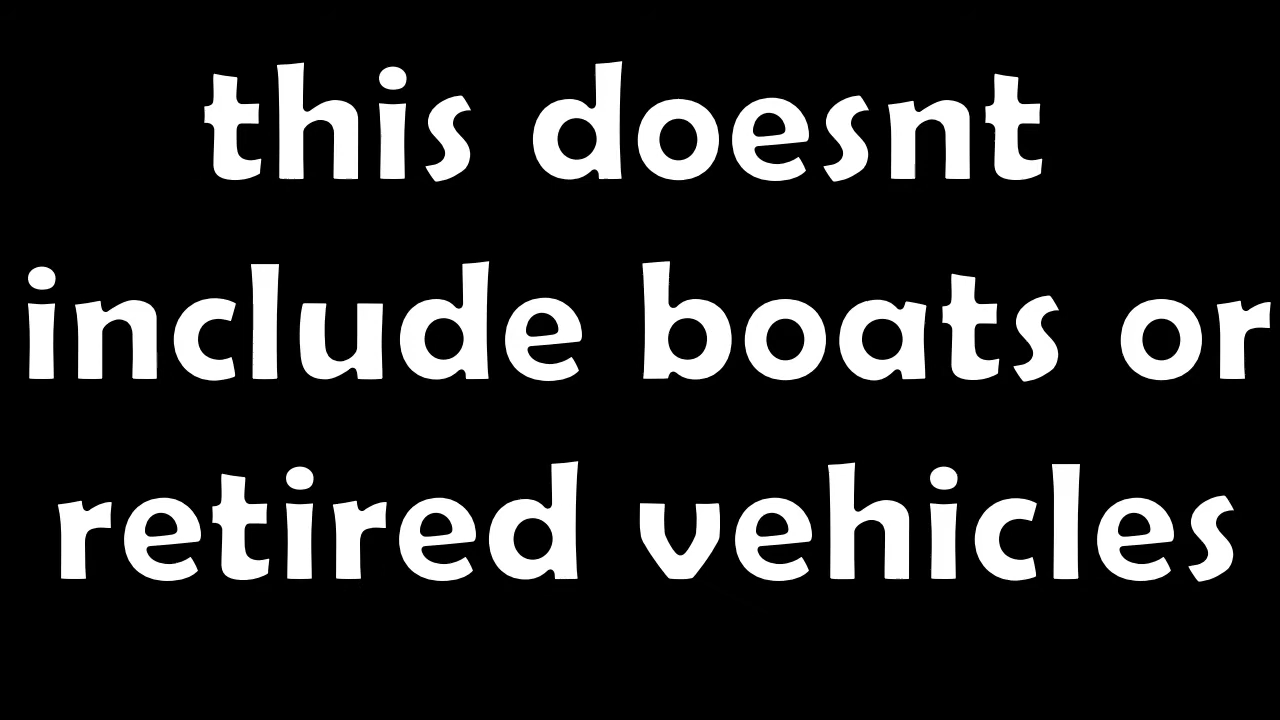 this doesnt
include boats or
retired vehicles